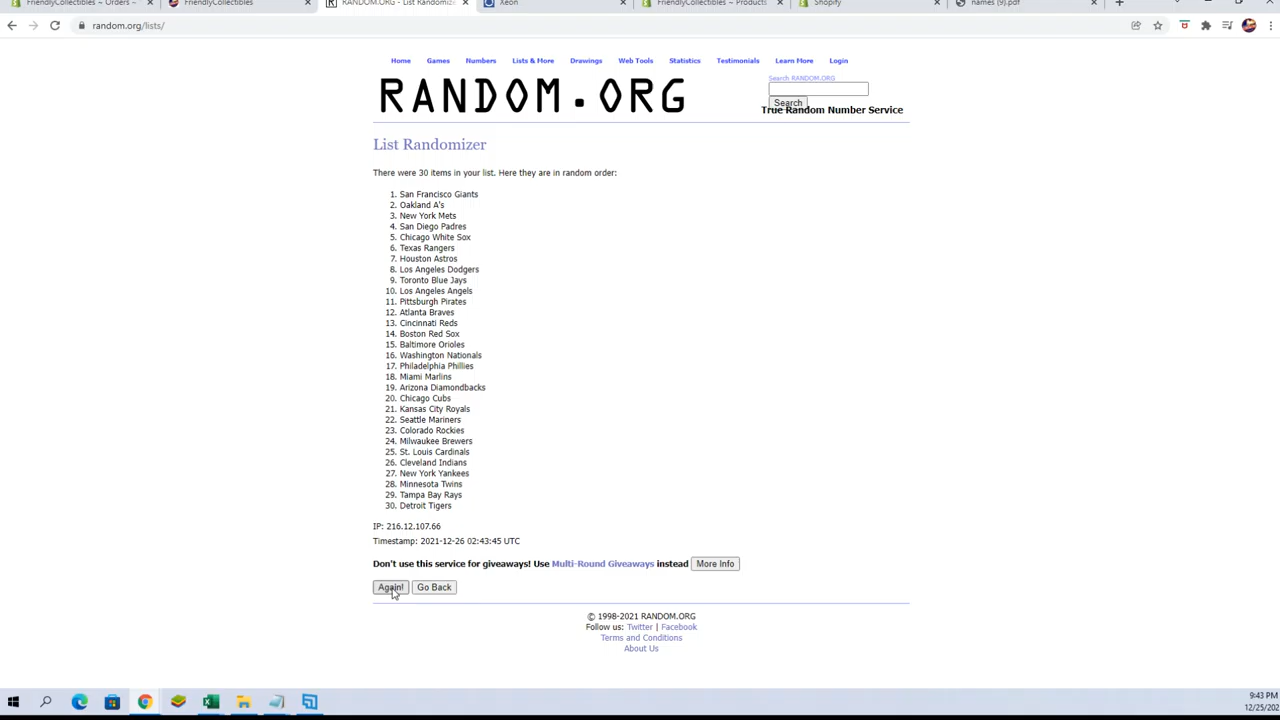 FriendlyCollectibles ~ Orders ~
FriendlyCollectibles
RANDOM.ORG - List Randomize
Xeon
FriendlyCollectibles ~ Products
Shopify
names (9).pdf
random.org/lists/
Home Games Numbers Lists & More Drawings Web Tools Statistics Testimonials Learn More Login
RANDOM.ORG
Search RANDOM.ORG
Search
True Random Number Service
List Randomizer
There were 30 items in your list. Here they are in random order:
1. San Francisco Giants
2. Oakland A's
3. New York Mets
4. San Diego Padres
5. Chicago White Sox
6. Texas Rangers
7. Houston Astros
8. Los Angeles Dodgers
9. Toronto Blue Jays
10. Los Angeles Angels
11. Pittsburgh Pirates
12. Atlanta Braves
13. Cincinnati Reds
14. Boston Red Sox
15. Baltimore Orioles
16. Washington Nationals
17. Philadelphia Phillies
18. Miami Marlins
19. Arizona Diamondbacks
20. Chicago Cubs
21. Kansas City Royals
22. Seattle Mariners
23. Colorado Rockies
24. Milwaukee Brewers
25. St. Louis Cardinals
26. Cleveland Indians
27. New York Yankees
28. Minnesota Twins
29. Tampa Bay Rays
30. Detroit Tigers
IP: 216.12.107.66
Timestamp: 2021-12-26 02:43:45 UTC
Don't use this service for giveaways! Use Multi-Round Giveaways instead More Info
Again! Go Back
© 1998-2021 RANDOM.ORG
Follow us: Twitter | Facebook
Terms and Conditions
About Us
9:43 PM
12/25/202